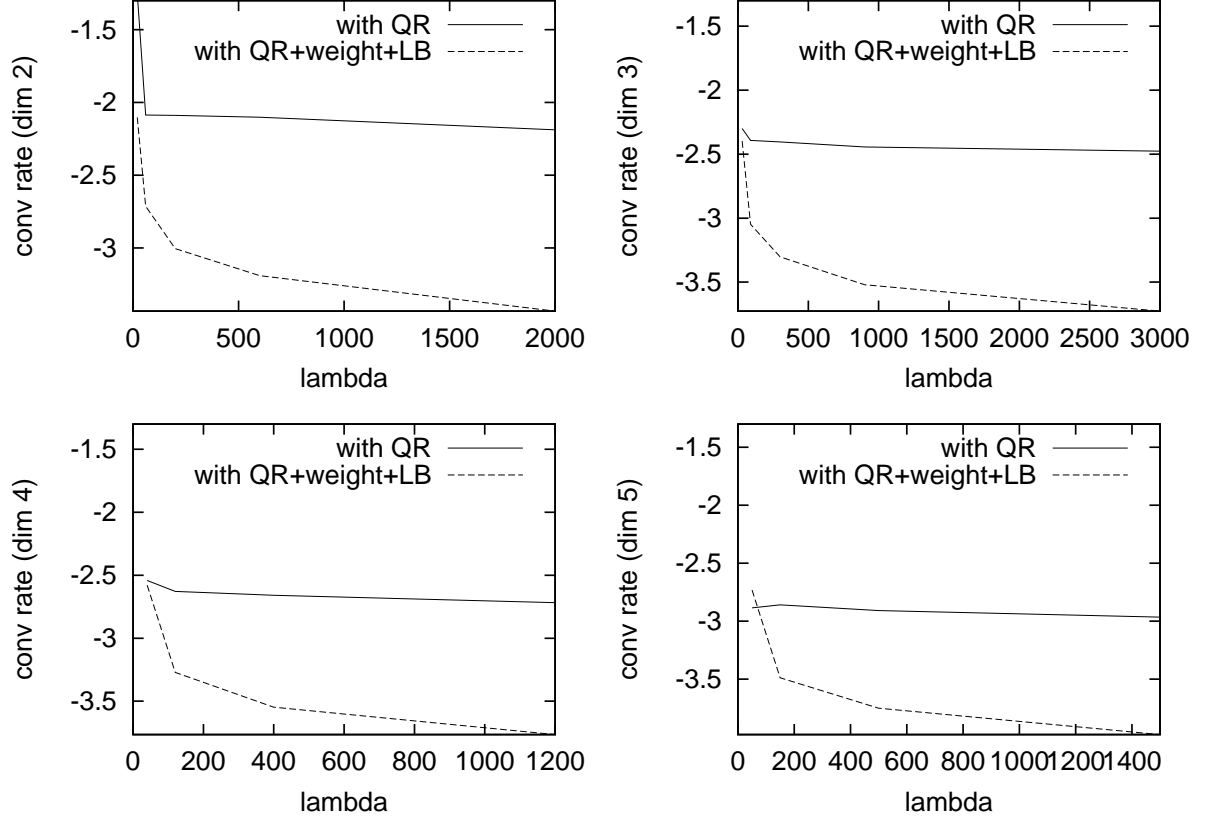 -1.5
-2
-2.5
-3
0 500 1000 1500 2000
conv rate (dim 2)
lambda
with QR
with QR+weight+LB
-1.5
-2
-2.5
-3
-3.5
0 500 1000 1500 2000 2500 3000
conv rate (dim 3)
lambda
with QR
with QR+weight+LB
-1.5
-2
-2.5
-3
-3.5
0 200 400 600 800 1000 1200
conv rate (dim 4)
lambda
with QR
with QR+weight+LB
-1.5
-2
-2.5
-3
-3.5
0 200 400 600 800 1000 1200 1400
conv rate (dim 5)
lambda
with QR
with QR+weight+LB